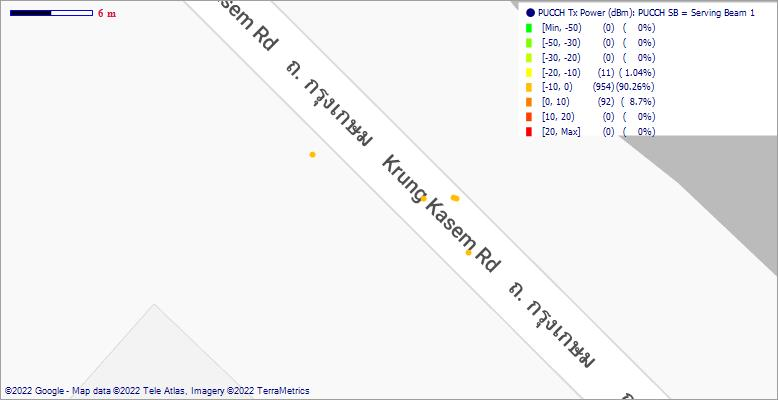 6 m
PUCCH Tx Power (dBm): PUCCH SB = Serving Beam 1
[Min, -50) (0) ( 0%)
[-50, -30) (0) ( 0%)
[-30, -20) (0) ( 0%)
[-20, -10) (11) ( 1.04%)
[-10, 0) (954) (90.26%)
[0, 10) (92) ( 8.7%)
[10, 20) (0) ( 0%)
[20, Max] (0) ( 0%)
sem Rd
ถ. กรุงเกษม
Krung Kasem Rd
ถ. กรุงเกษม
©2022 Google - Map data ©2022 Tele Atlas, Imagery ©2022 TerraMetrics